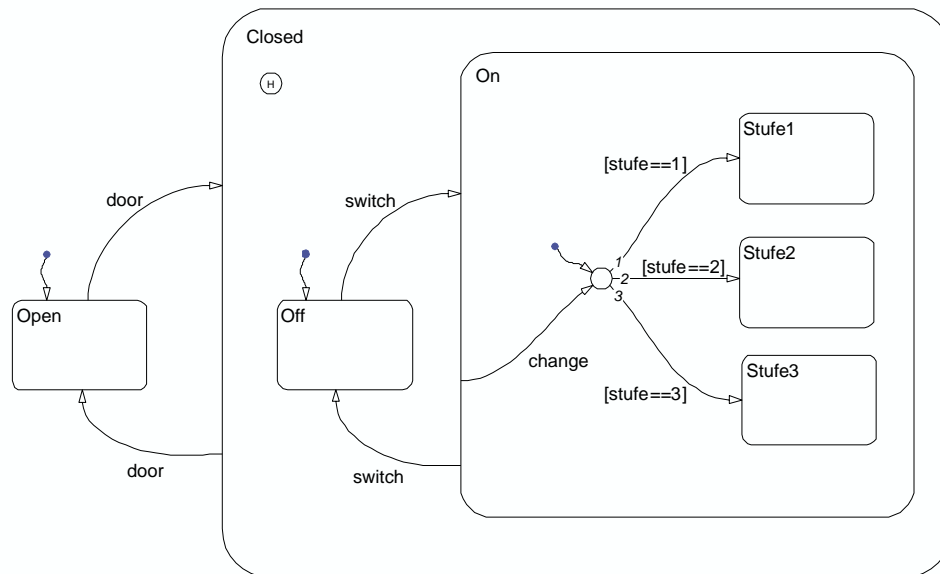 Closed
H
On
Stufe1
[stufe==1]
door
switch
1
2
[stufe==2]
Stufe2
3
Open
Off
change
Stufe3
[stufe==3]
door
switch